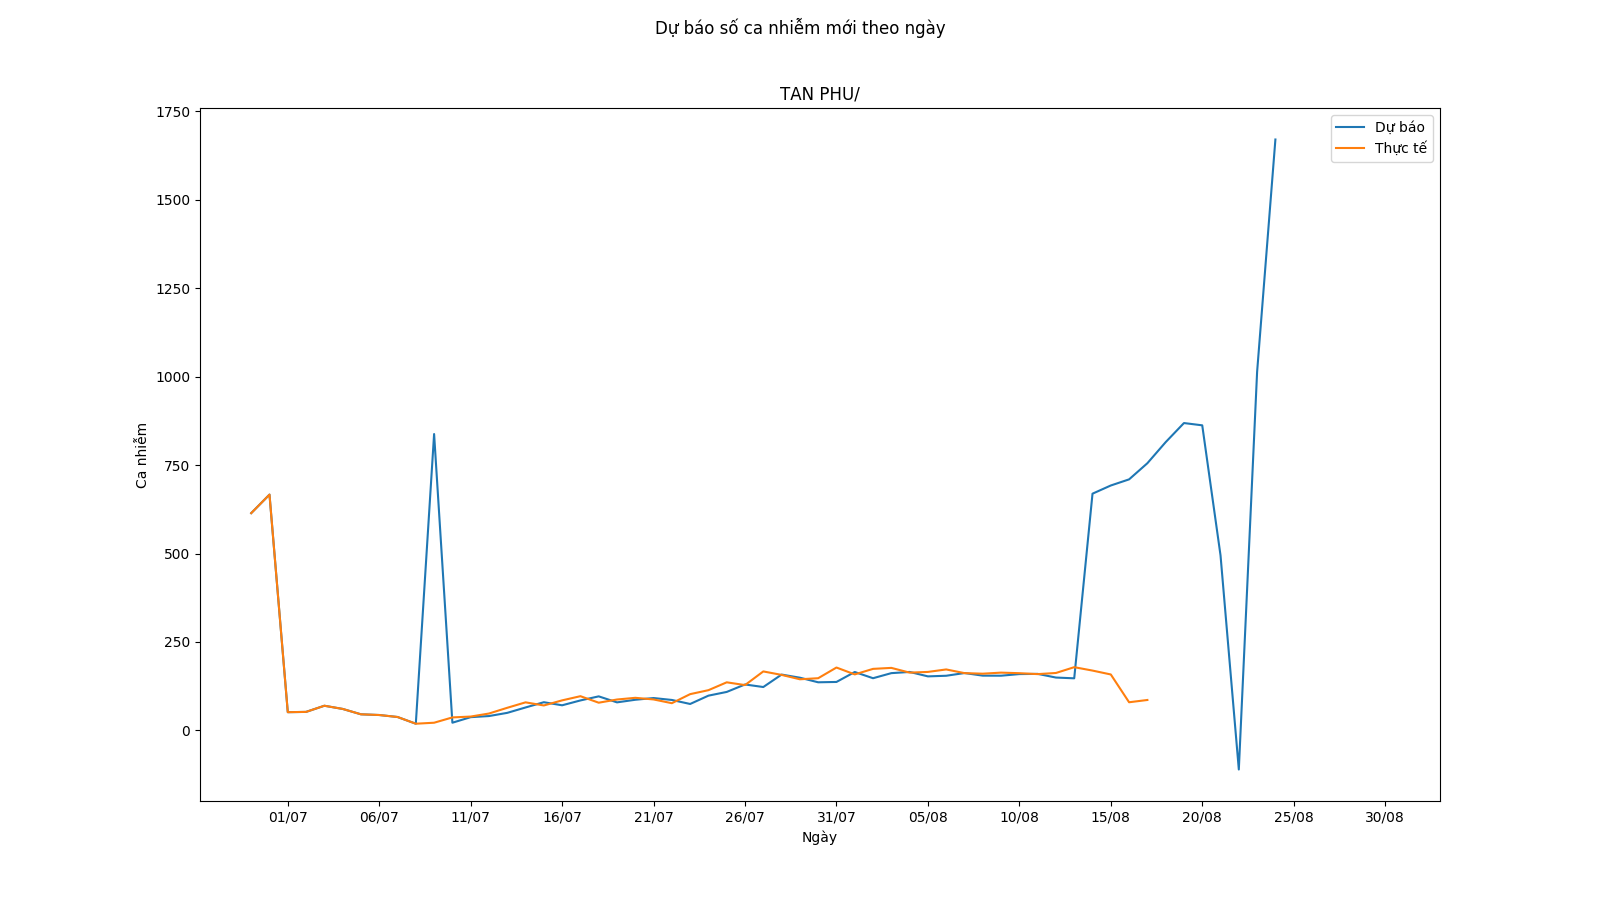 Dự báo số ca nhiễm mới theo ngày
TAN PHU/
1750
1500
1250
1000
750
500
250
0
Ca nhiễm
Dự báo
Thực tế
01/07 06/07 11/07 16/07 21/07 26/07 31/07 05/08 10/08 15/08 20/08 25/08 30/08
Ngày